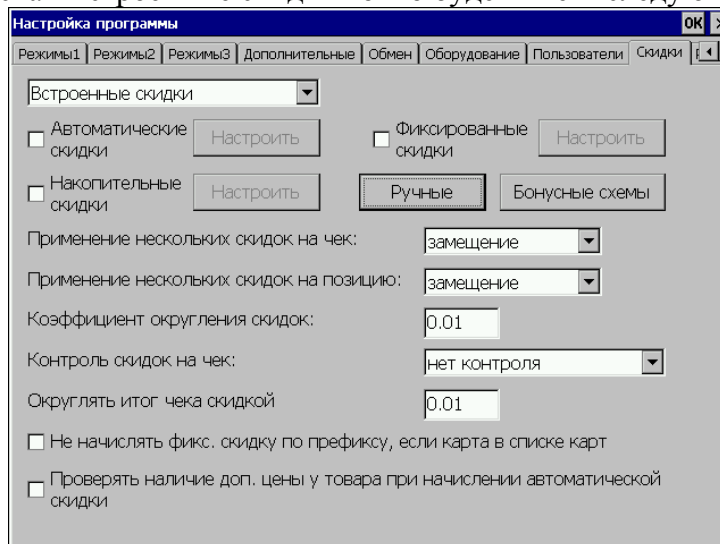 Настройка программы OK
Режимы1 Режимы2 Режимы3 Дополнительные Обмен Оборудование Пользователи Скидки
Встроенные скидки
Автоматические скидки Настроить Фиксированные скидки Настроить
Накопительные скидки Настроить Ручные Бонусные схемы
Применение нескольких скидок на чек: замещение
Применение нескольких скидок на позицию: замещение
Коэффициент округления скидок: 0.01
Контроль скидок на чек: нет контроля
Округлять итог чека скидкой 0.01
Не начислять фикс. скидку по префиксу, если карта в списке карт
Проверять наличие доп. цены у товара при начислении автоматической
скидки